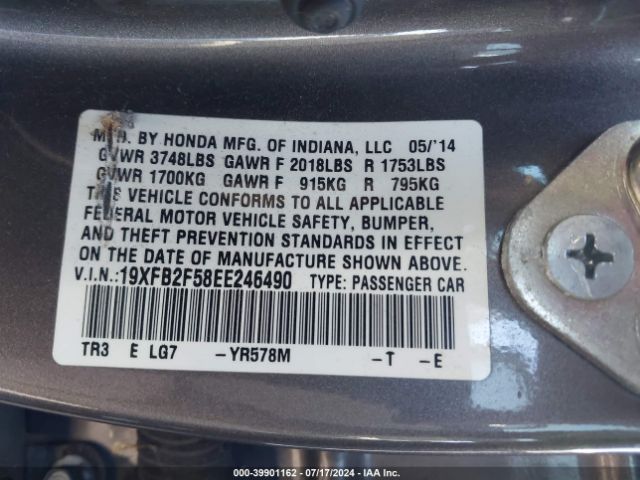 MFD. BY HONDA MFG. OF INDIANA, LLC 05/'14
GVWR 3748LBS GAWR F 2018LBS R 1753LBS
GVWR 1700KG GAWR F 915KG R 795KG
THIS VEHICLE CONFORMS TO ALL APPLICABLE
FEDERAL MOTOR VEHICLE SAFETY, BUMPER,
AND THEFT PREVENTION STANDARDS IN EFFECT
ON THE DATE OF MANUFACTURE SHOWN ABOVE.
V.I.N.:19XFB2F58EE246490 TYPE: PASSENGER CAR
TR3 E LG7 -YR578M -T -E
000-39901162 - 07/17/2024 - IAA Inc.